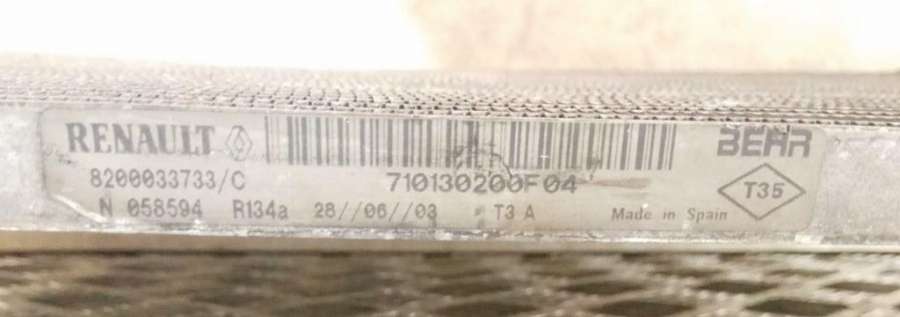 RENAULT BEHR
8200033733/C 710130200F04 T35
N 058594 R134a 28//06//03 T3 A Made in Spain